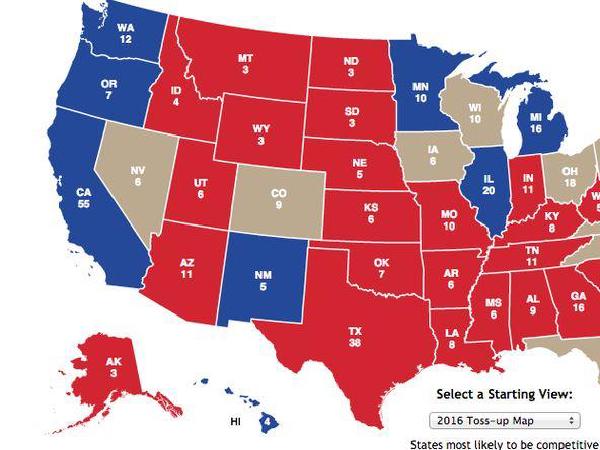 WA
12
MT
3
ND
3
OR
7
ID
4
MN
10
WI
10
MI
16
SD
3
WY
3
IA
6
NV
6
NE
5
UT
6
CO
9
IL
20
IN
11
OH
18
CA
55
KS
6
MO
10
KY
8
AZ
11
NM
5
OK
7
AR
6
TN
11
MS
6
AL
9
GA
16
TX
38
LA
8
AK
3
HI
4
Select a Starting View:
2016 Toss-up Map
States most likely to be competitive